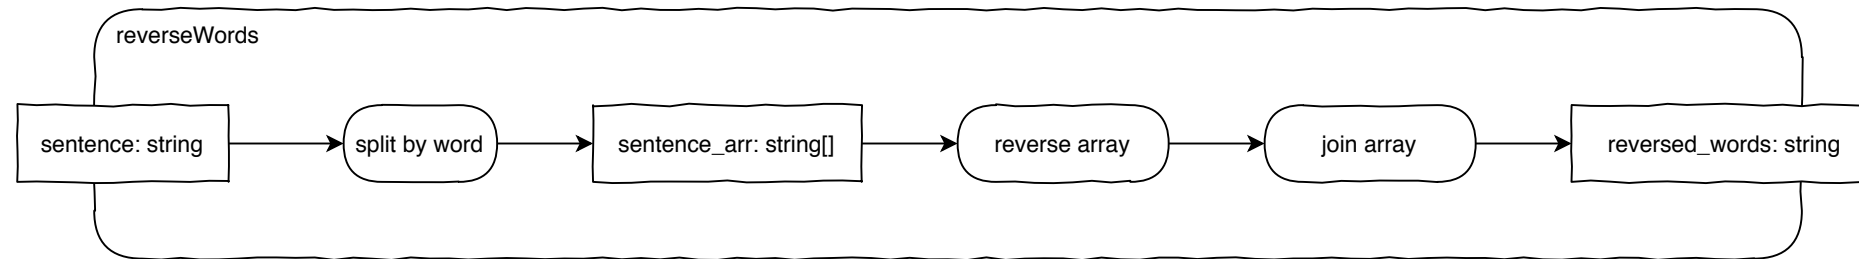 reverseWords
sentence: string
split by word
sentence_arr: string[]
reverse array
join array
reversed_words: string